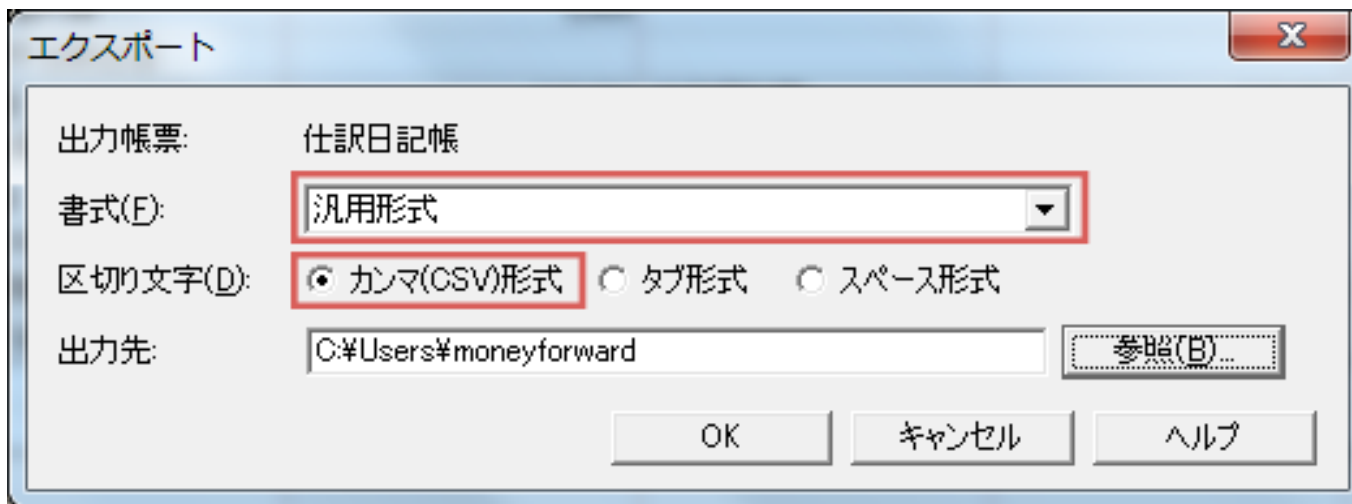 エクスポート
出力帳票: 仕訳日記帳
書式(F): 汎用形式
区切り文字(D): カンマ(CSV)形式 タブ形式 スペース形式
出力先: C:¥Users¥moneyforward 参照(B)...
OK キャンセル ヘルプ